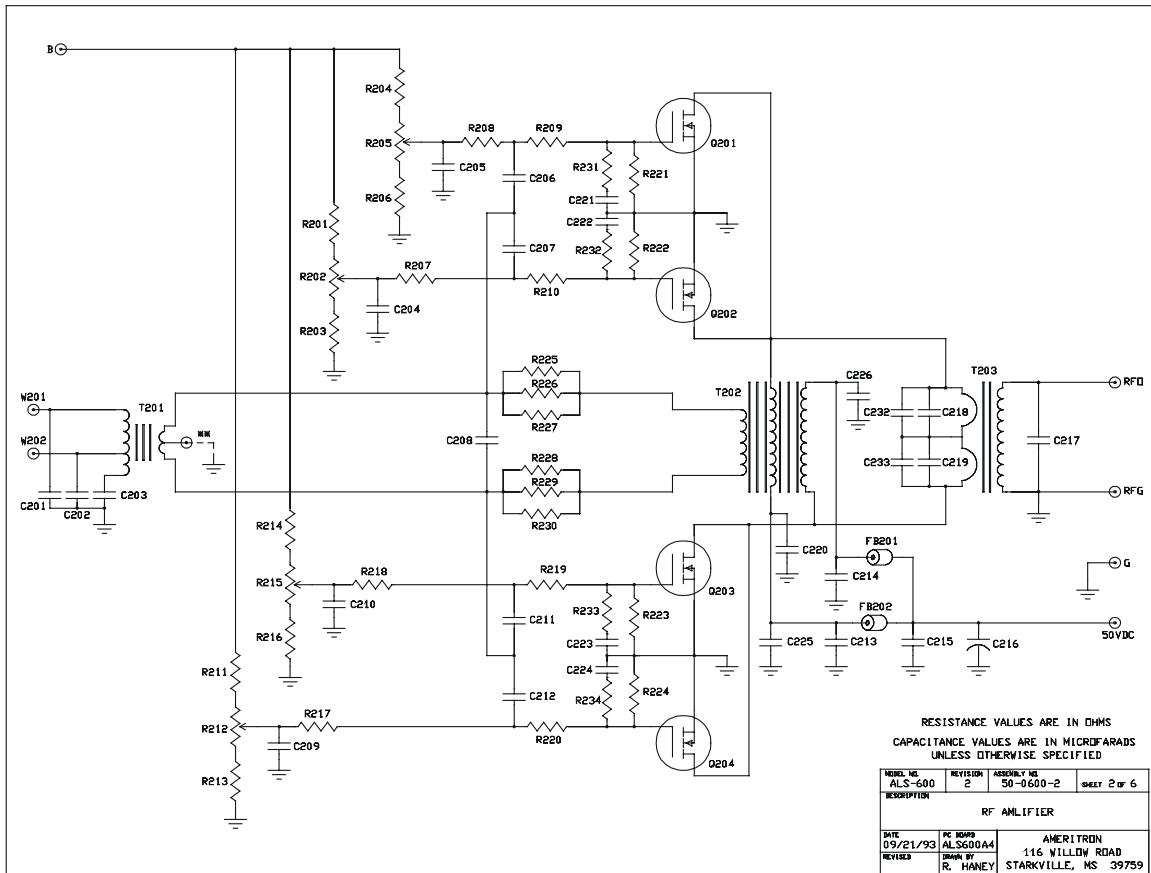 B
R204
R208
R209
R205
Q201
R231
C205
C206
R221
R206
C221
R201
C222
R232
R222
C207
R207
R202
R210
C204
Q202
R203
R225
C226
T203
R226
T202
RFO
W201
T201
R227
C232
C218
W202
**
C208
C217
R228
C233
C219
R229
C203
RFG
C201
C202
R230
R214
FB201
C220
R219
R218
G
R215
C214
Q203
C210
R233
R223
FB202
C211
50VDC
R216
C223
C225
C213
C215
C216
C224
R211
R224
C212
R234
R217
R212
R220
RESISTANCE VALUES ARE IN OHMS
C209
CAPACITANCE VALUES ARE IN MICROFARADS
UNLESS OTHERWISE SPECIFIED
Q204
R213
MODEL NO. REVISION ASSEMBLY NO.
ALS-600 2 50-0600-2 SHEET 2 OF 6
DESCRIPTION
RF AMLIFIER
DATE PC BOARD
09/21/93 ALS600A4
REVISED DRAWN BY
R. HANEY
AMERITRON
116 WILLOW ROAD
STARKVILLE, MS 39759